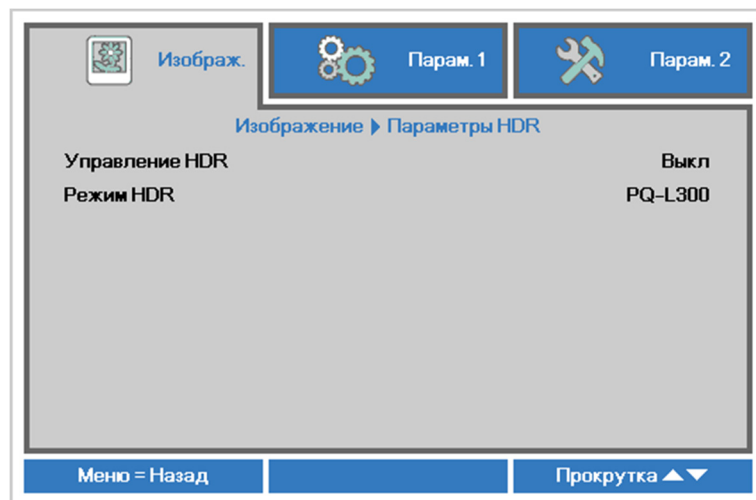 Изображ.
Парам. 1
Парам. 2
Изображение ▶ Параметры HDR
Управление HDR Выкл
Режим HDR PQ-L300
Меню = Назад
Прокрутка ▲▼